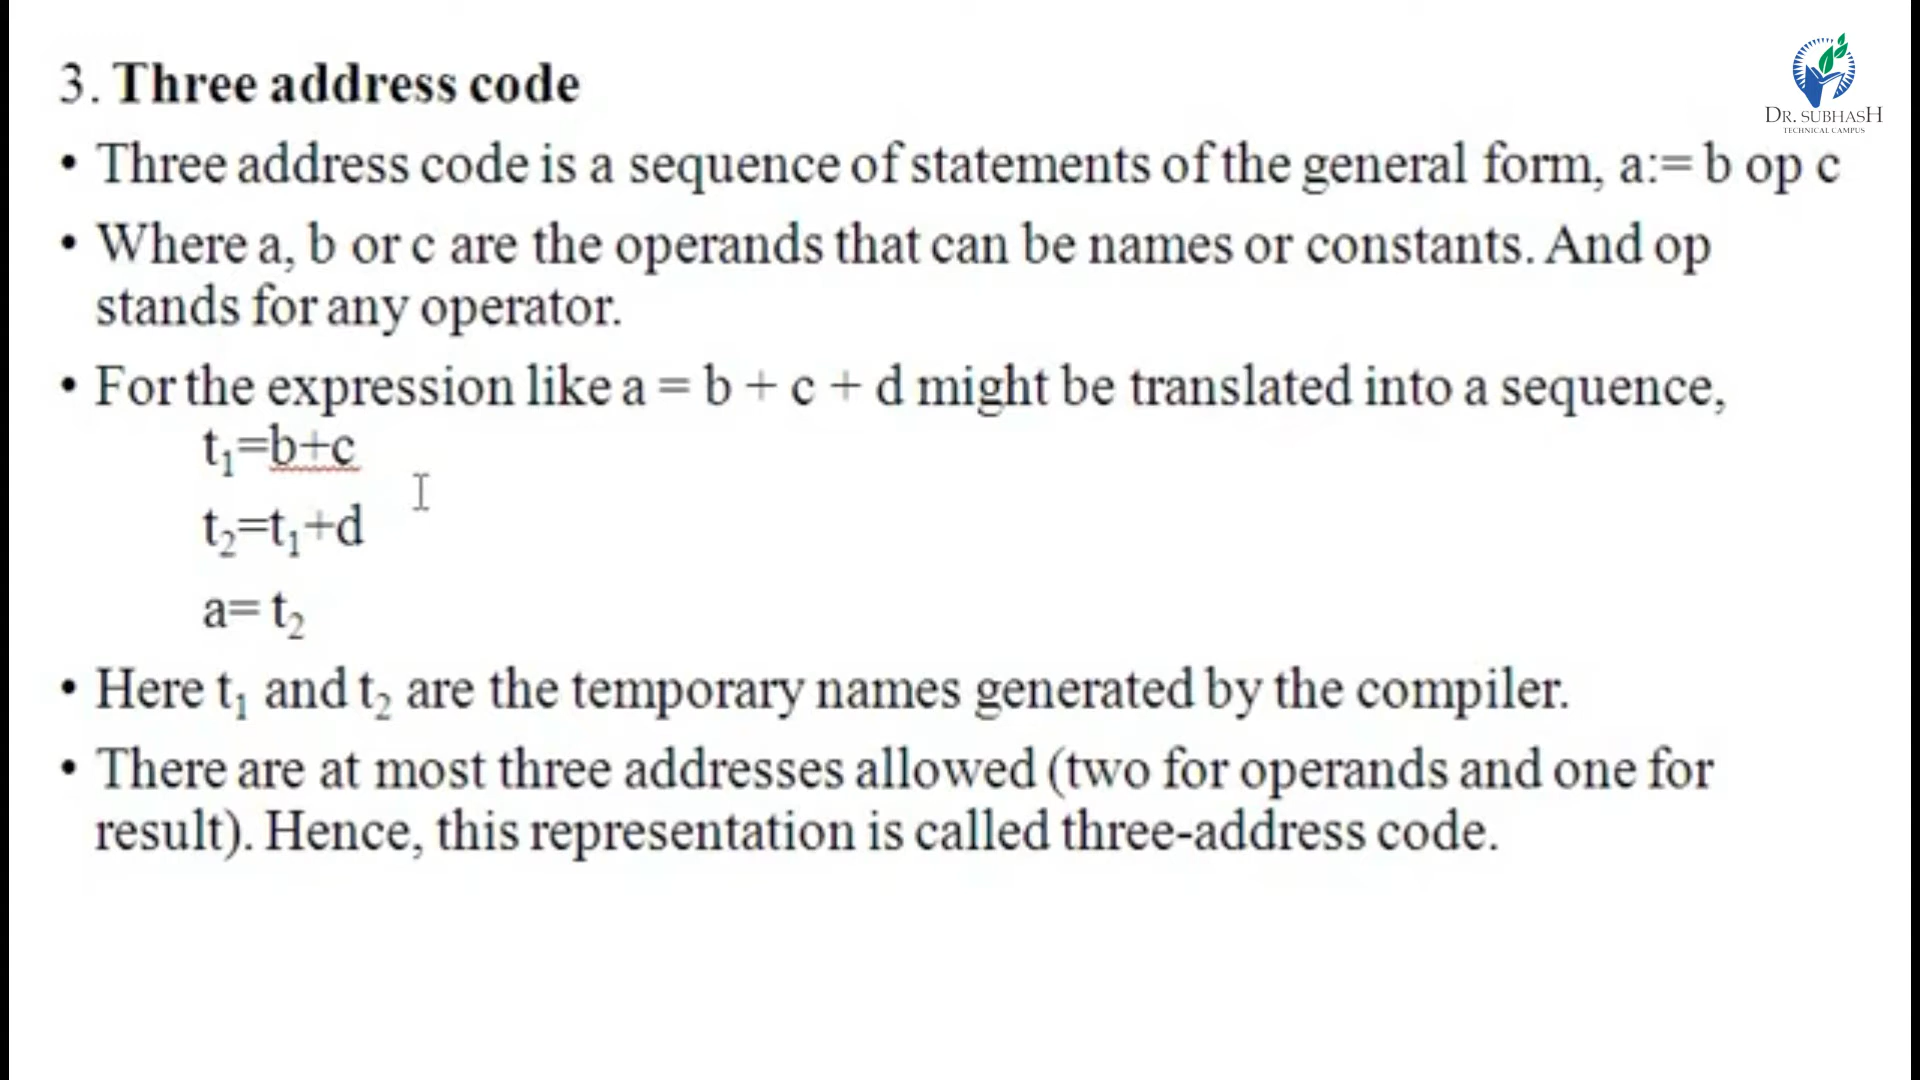 DR. SUBHASH
TECHNICAL CAMPUS
3. Three address code
• Three address code is a sequence of statements of the general form, a:= b op c
• Where a, b or c are the operands that can be names or constants. And op
stands for any operator.
• For the expression like a = b + c + d might be translated into a sequence,
t₁=b+c
t₂=t₁+d
a= t₂
• Here t₁ and t₂ are the temporary names generated by the compiler.
• There are at most three addresses allowed (two for operands and one for
result). Hence, this representation is called three-address code.